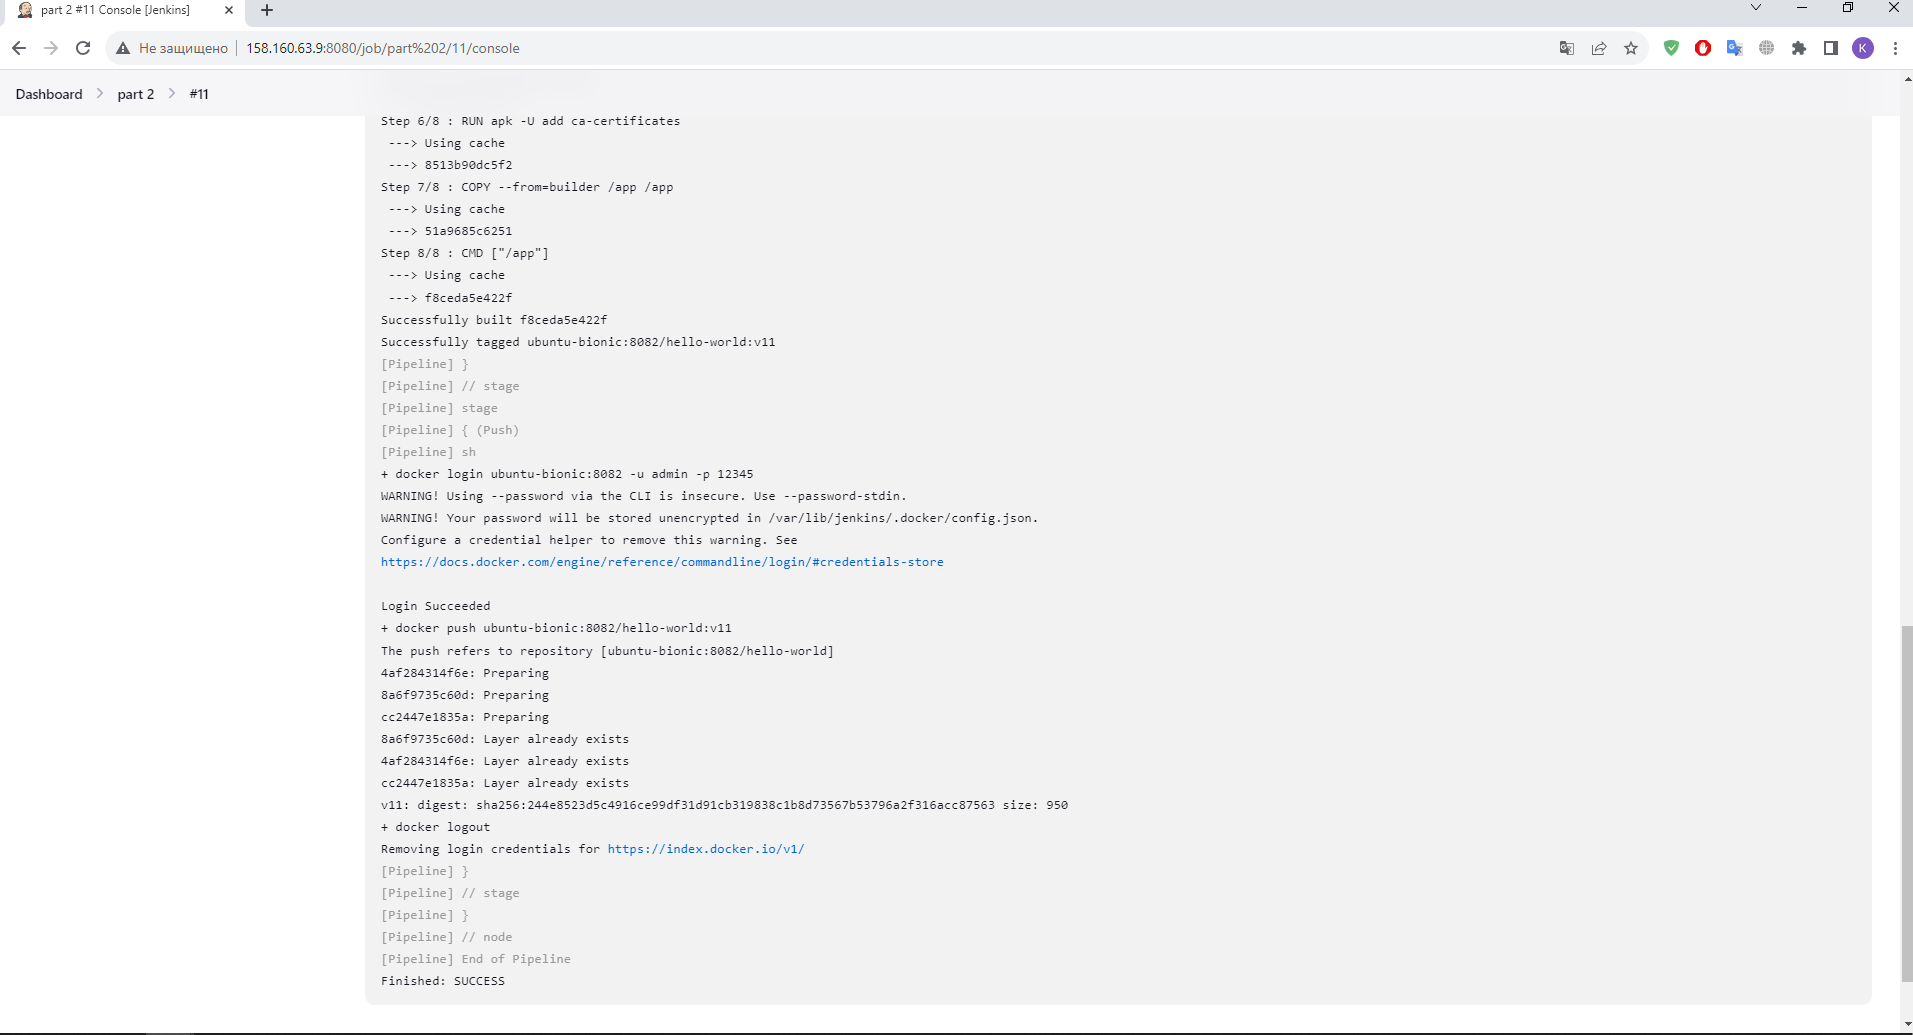 part 2 #11 Console [Jenkins]
Не защищено 158.160.63.9:8080/job/part%202/11/console
K
Dashboard > part 2 > #11
Step 6/8 : RUN apk -U add ca-certificates
---> Using cache
---> 8513b90dc5f2
Step 7/8 : COPY --from=builder /app /app
---> Using cache
---> 51a9685c6251
Step 8/8 : CMD ["/app"]
---> Using cache
---> f8ceda5e422f
Successfully built f8ceda5e422f
Successfully tagged ubuntu-bionic:8082/hello-world:v11
[Pipeline] }
[Pipeline] // stage
[Pipeline] stage
[Pipeline] { (Push)
[Pipeline] sh
+ docker login ubuntu-bionic:8082 -u admin -p 12345
WARNING! Using --password via the CLI is insecure. Use --password-stdin.
WARNING! Your password will be stored unencrypted in /var/lib/jenkins/.docker/config.json.
Configure a credential helper to remove this warning. See
https://docs.docker.com/engine/reference/commandline/login/#credentials-store
Login Succeeded
+ docker push ubuntu-bionic:8082/hello-world:v11
The push refers to repository [ubuntu-bionic:8082/hello-world]
4af284314f6e: Preparing
8a6f9735c60d: Preparing
cc2447e1835a: Preparing
8a6f9735c60d: Layer already exists
4af284314f6e: Layer already exists
cc2447e1835a: Layer already exists
v11: digest: sha256:244e8523d5c4916ce99df31d91cb319838c1b8d73567b53796a2f316acc87563 size: 950
+ docker logout
Removing login credentials for https://index.docker.io/v1/
[Pipeline] }
[Pipeline] // stage
[Pipeline] }
[Pipeline] // node
[Pipeline] End of Pipeline
Finished: SUCCESS